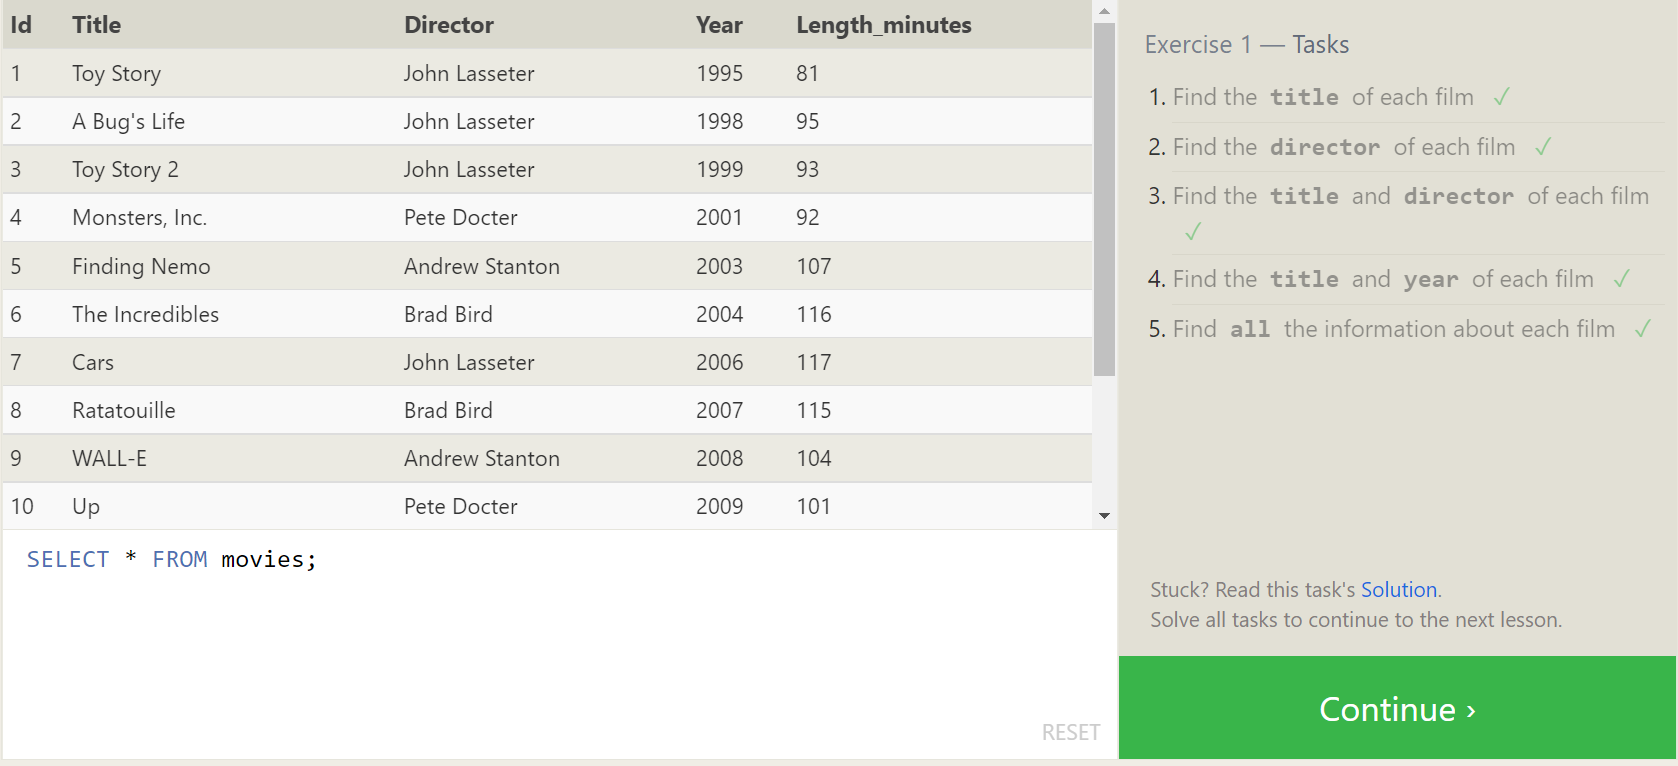 Id Title Director Year Length_minutes
1 Toy Story John Lasseter 1995 81
2 A Bug's Life John Lasseter 1998 95
3 Toy Story 2 John Lasseter 1999 93
4 Monsters, Inc. Pete Docter 2001 92
5 Finding Nemo Andrew Stanton 2003 107
6 The Incredibles Brad Bird 2004 116
7 Cars John Lasseter 2006 117
8 Ratatouille Brad Bird 2007 115
9 WALL-E Andrew Stanton 2008 104
10 Up Pete Docter 2009 101
SELECT * FROM movies;
RESET
Exercise 1 — Tasks
1. Find the title of each film ✓
2. Find the director of each film ✓
3. Find the title and director of each film
✓
4. Find the title and year of each film ✓
5. Find all the information about each film ✓
Stuck? Read this task's Solution.
Solve all tasks to continue to the next lesson.
Continue ›